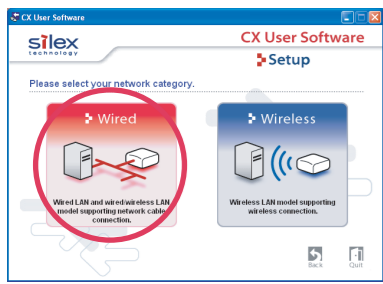 CX User Software
silex
technology
CX User Software
Setup
Please select your network category.
Wired
Wired LAN and wired/wireless LAN
model supporting network cable
connection.
Wireless
Wireless LAN model supporting
wireless connection.
Back
Quit